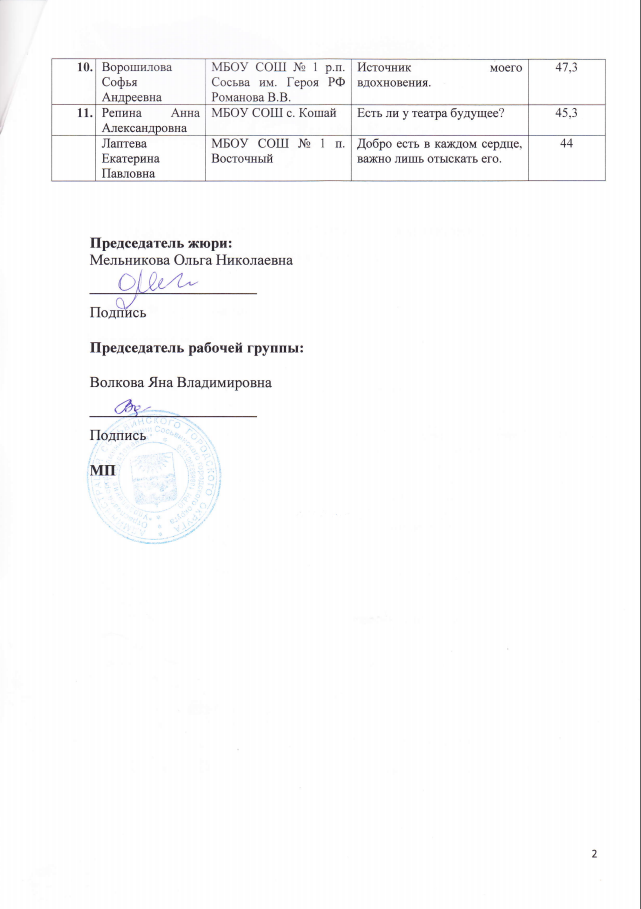 10. Ворошилова Софья Андреевна МБОУ СОШ № 1 р.п. Сосьва им. Героя РФ Романова В.В. Источник моего вдохновения. 47,3
11. Репина Анна Александровна МБОУ СОШ с. Кошай Есть ли у театра будущее? 45,3
Лаптева Екатерина Павловна МБОУ СОШ № 1 п. Восточный Добро есть в каждом сердце, важно лишь отыскать его. 44
Председатель жюри:
Мельникова Ольга Николаевна
Подпись
Председатель рабочей группы:
Волкова Яна Владимировна
Подпись
МП
2